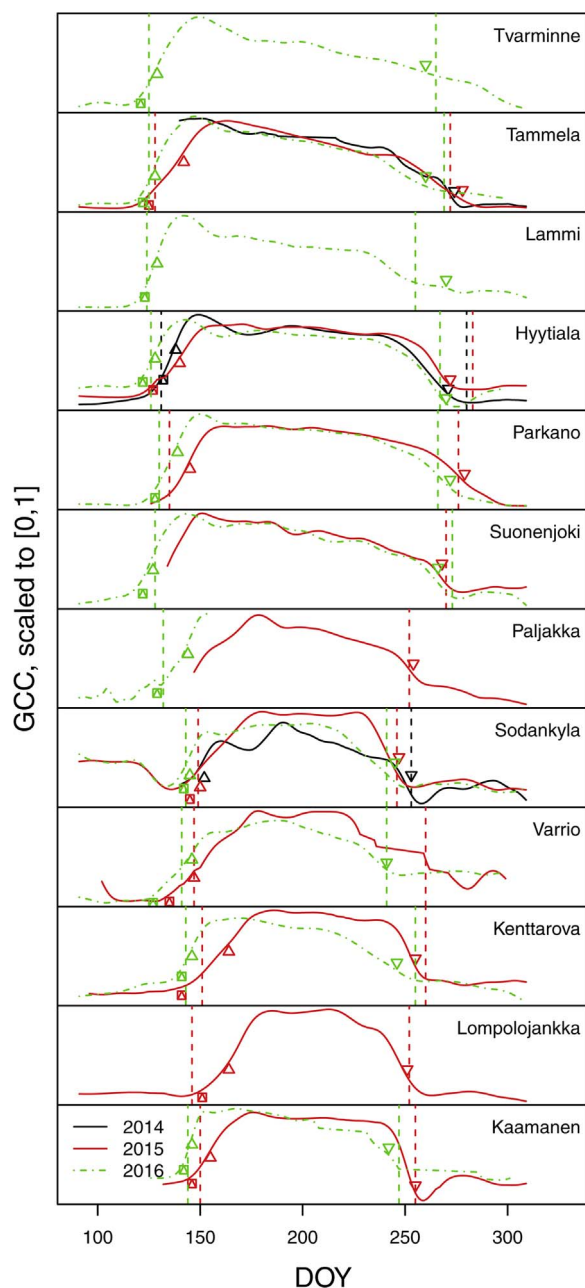 Tvarminne
Tammela
Lammi
Hyytiala
Parkano
Suonenjoki
Paljakka
Sodankyla
Varrio
Kenttarova
Lompolojankka
Kaamanen
2014
2015
2016
GCC, scaled to [0,1]
100 150 200 250 300
DOY